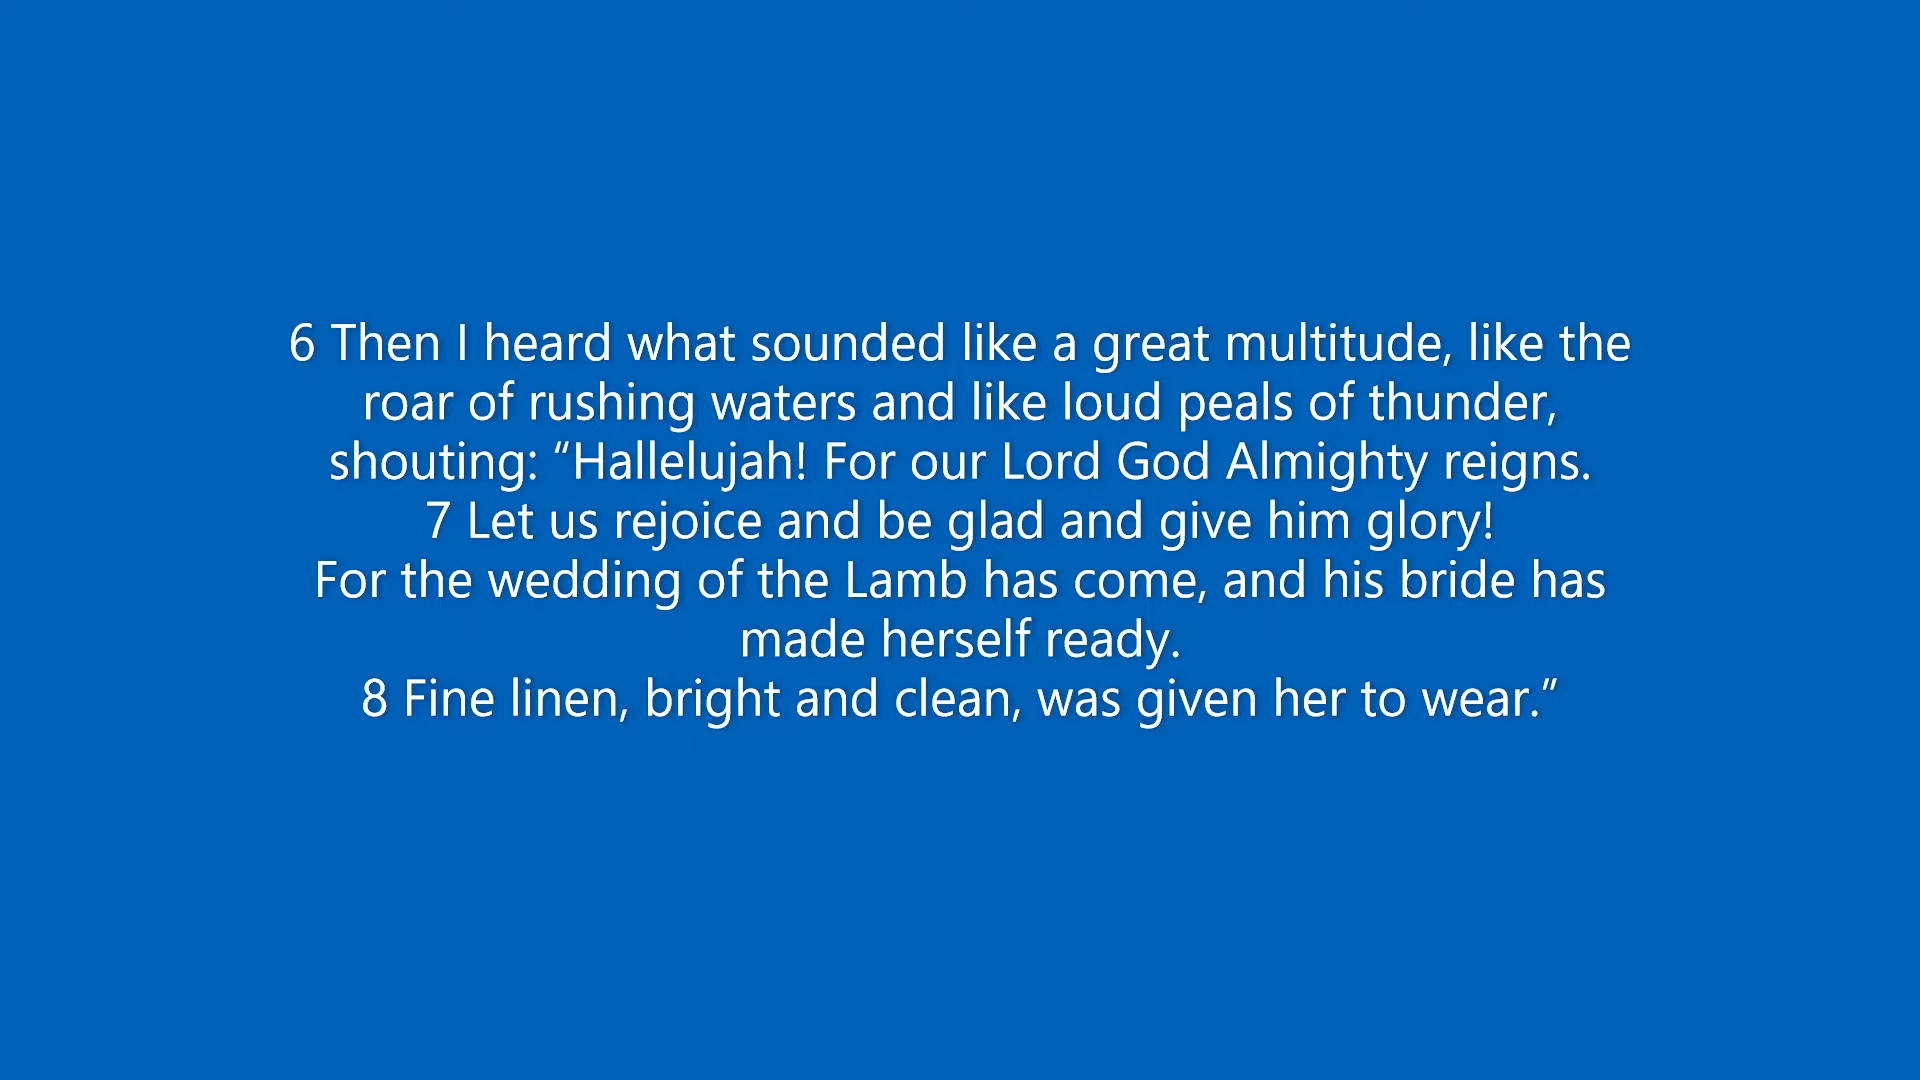 6 Then I heard what sounded like a great multitude, like the
roar of rushing waters and like loud peals of thunder,
shouting: “Hallelujah! For our Lord God Almighty reigns.
7 Let us rejoice and be glad and give him glory!
For the wedding of the Lamb has come, and his bride has
made herself ready.
8 Fine linen, bright and clean, was given her to wear.”